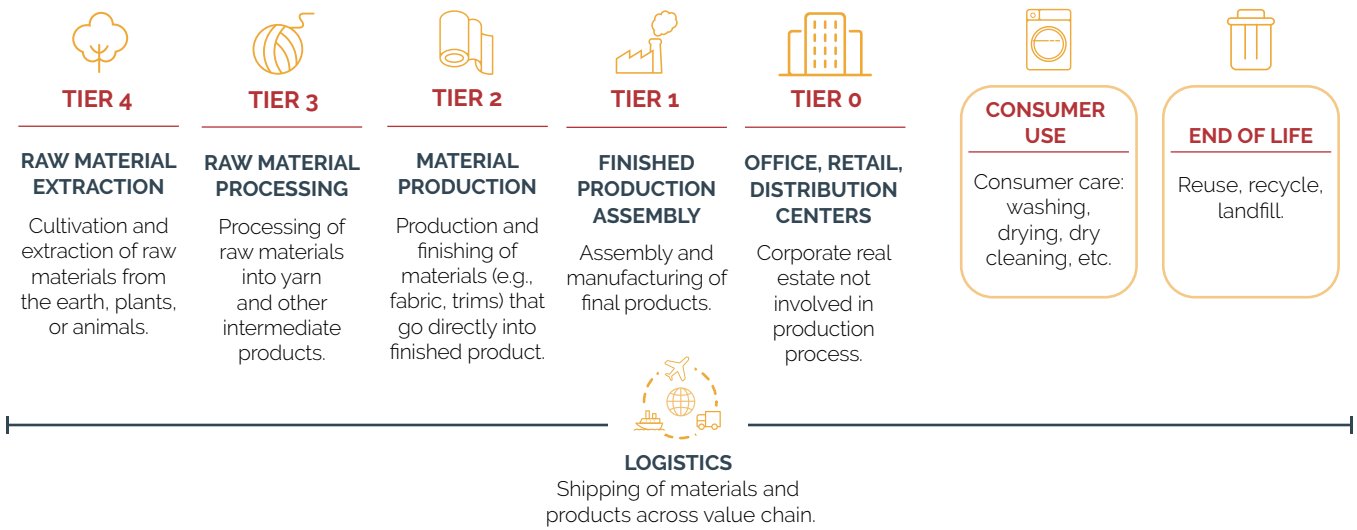 TIER 4
RAW MATERIAL
EXTRACTION
Cultivation and
extraction of raw
materials from
the earth, plants,
or animals.
TIER 3
RAW MATERIAL
PROCESSING
Processing of
raw materials
into yarn
and other
intermediate
products.
TIER 2
MATERIAL
PRODUCTION
Production and
finishing of
materials (e.g.,
fabric, trims) that
go directly into
finished product.
TIER 1
FINISHED
PRODUCTION
ASSEMBLY
Assembly and
manufacturing of
final products.
TIER 0
OFFICE, RETAIL,
DISTRIBUTION
CENTERS
Corporate real
estate not
involved in
production
process.
CONSUMER
USE
Consumer care:
washing,
drying, dry
cleaning, etc.
END OF LIFE
Reuse, recycle,
landfill.
LOGISTICS
Shipping of materials and
products across value chain.